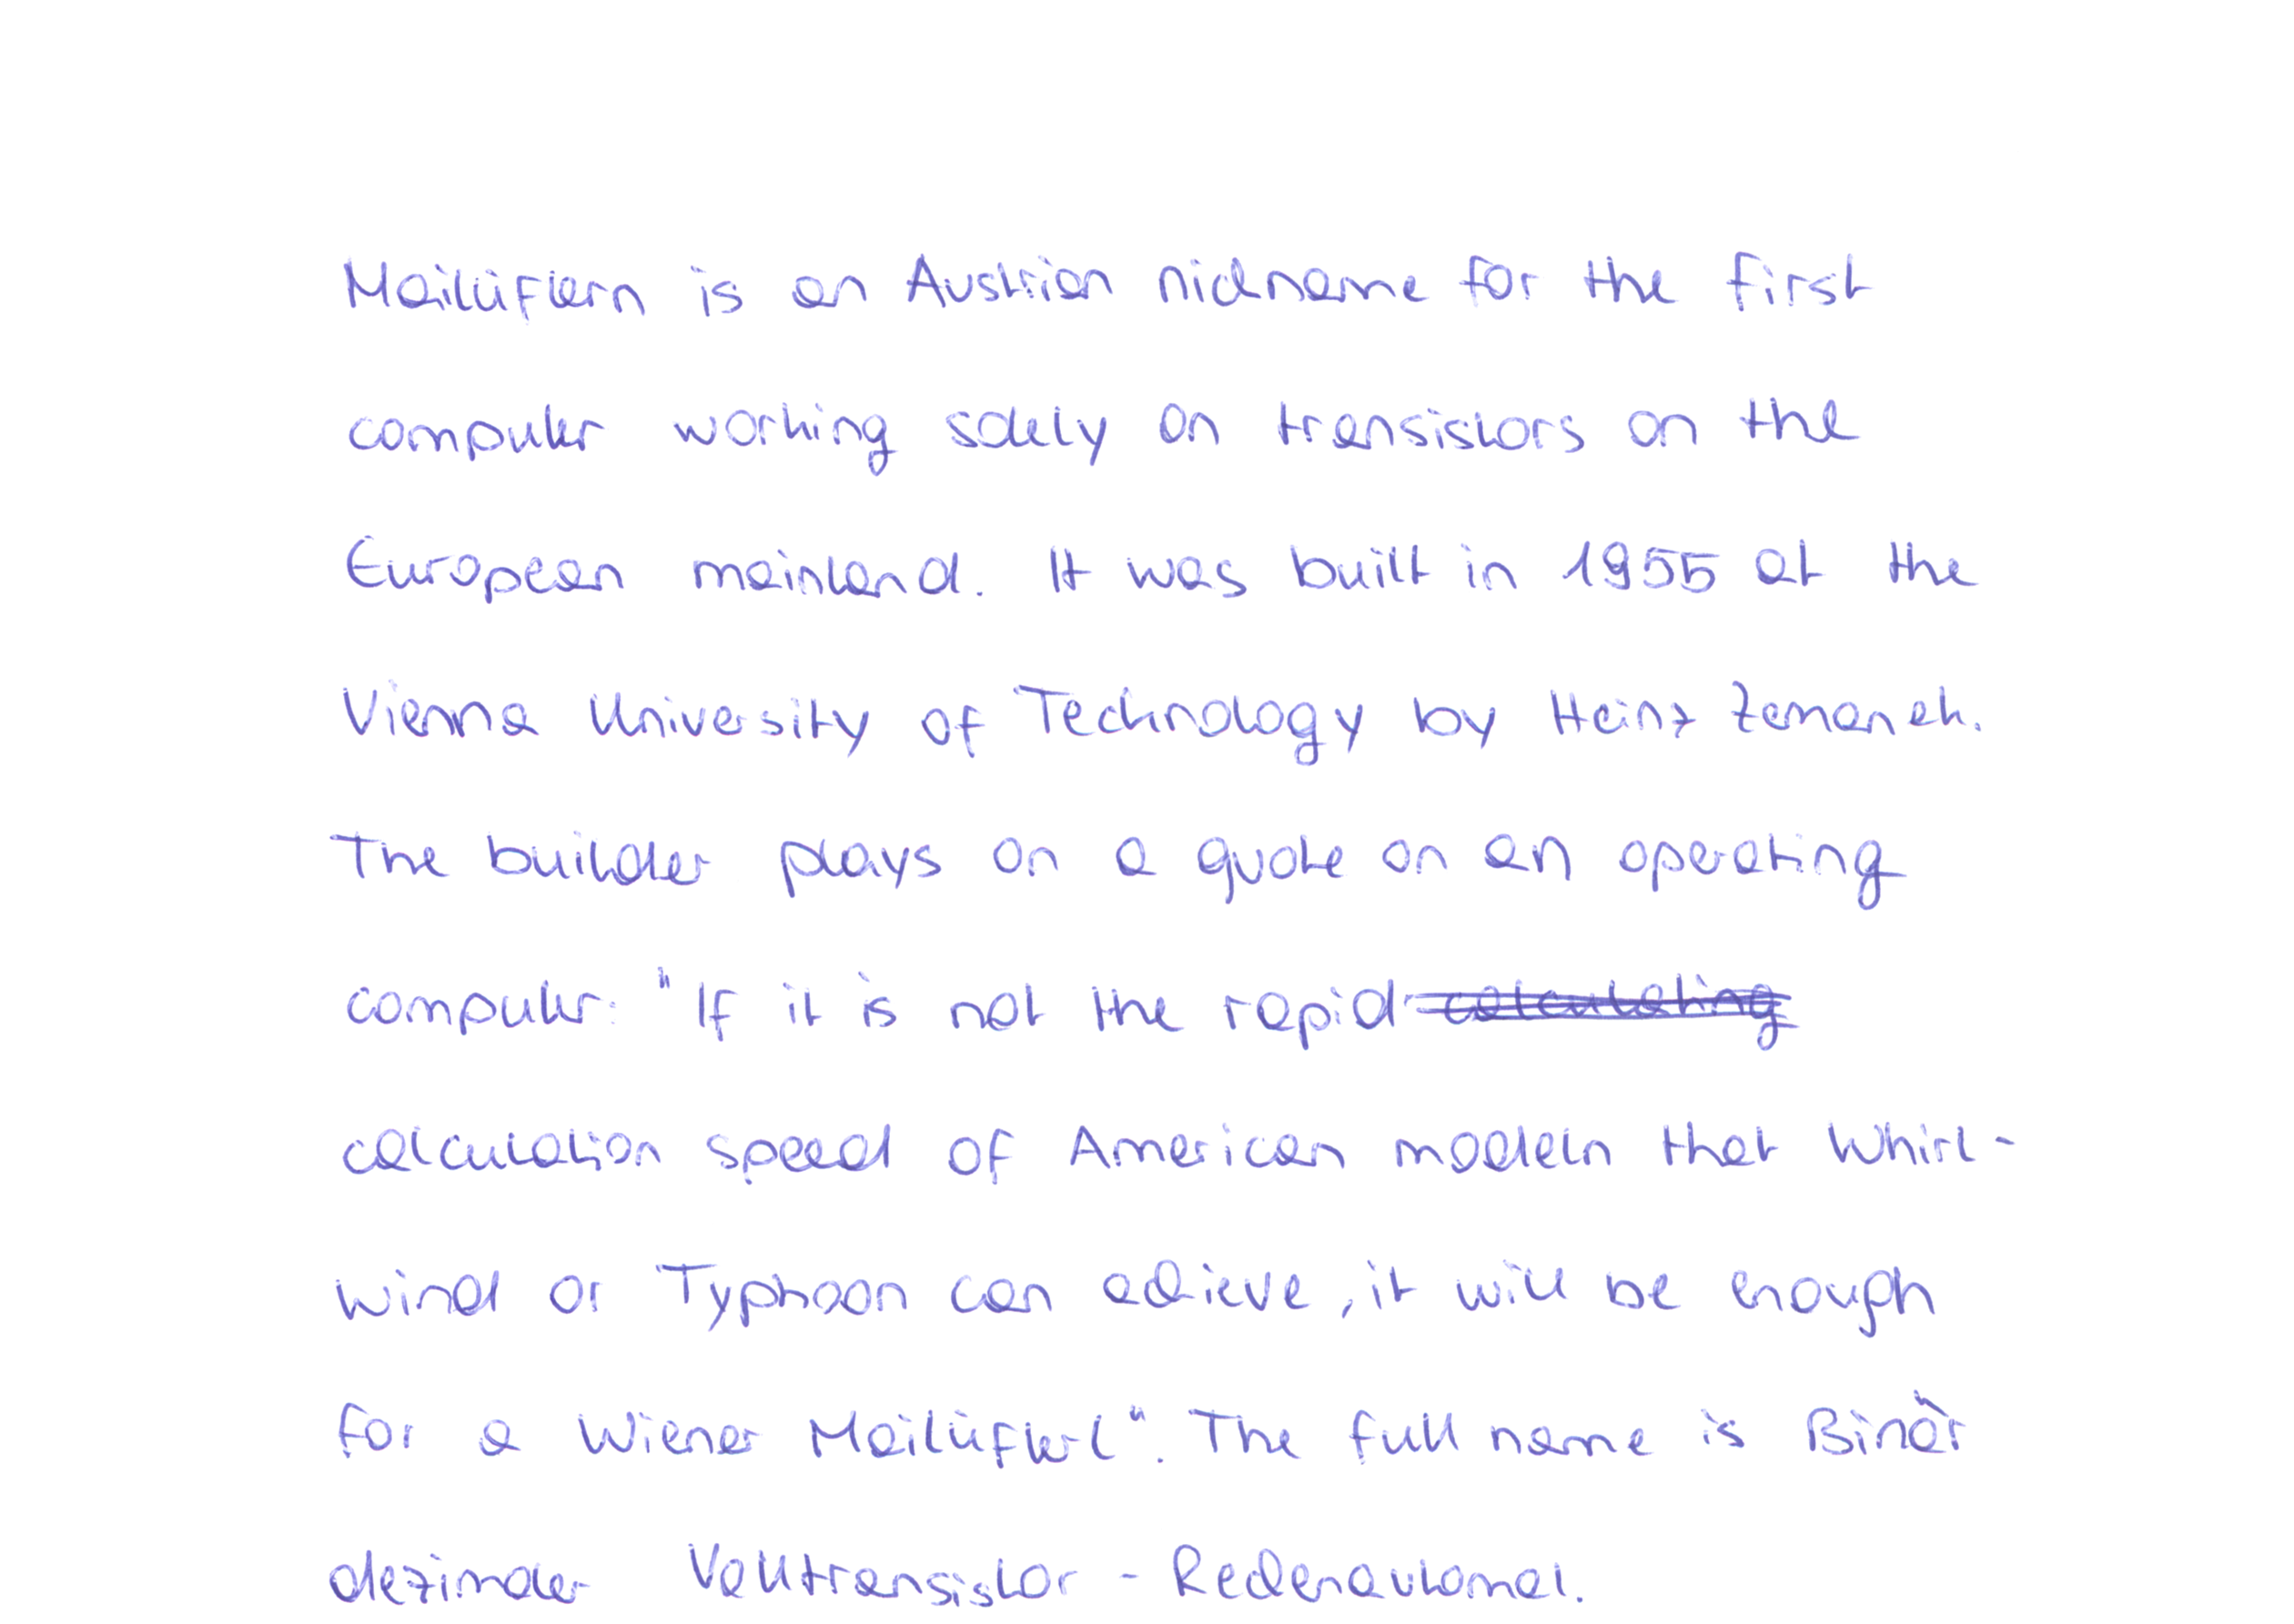 Mailüfterl is an Austrian nickname for the first
computer working solely on transistors on the
European mainland. It was built in 1955 at the
Vienna University of Technology by Heinz Zemanek.
The builder plays on a quote on an operating
computer: "If it is not the rapid
calculation speed of American models that Whirl-
wind or Typhoon can achieve, it will be enough
for a Wiener Mailüfterl". The full name is Binär
dezimaler Volltransistor - Rechenautomat.